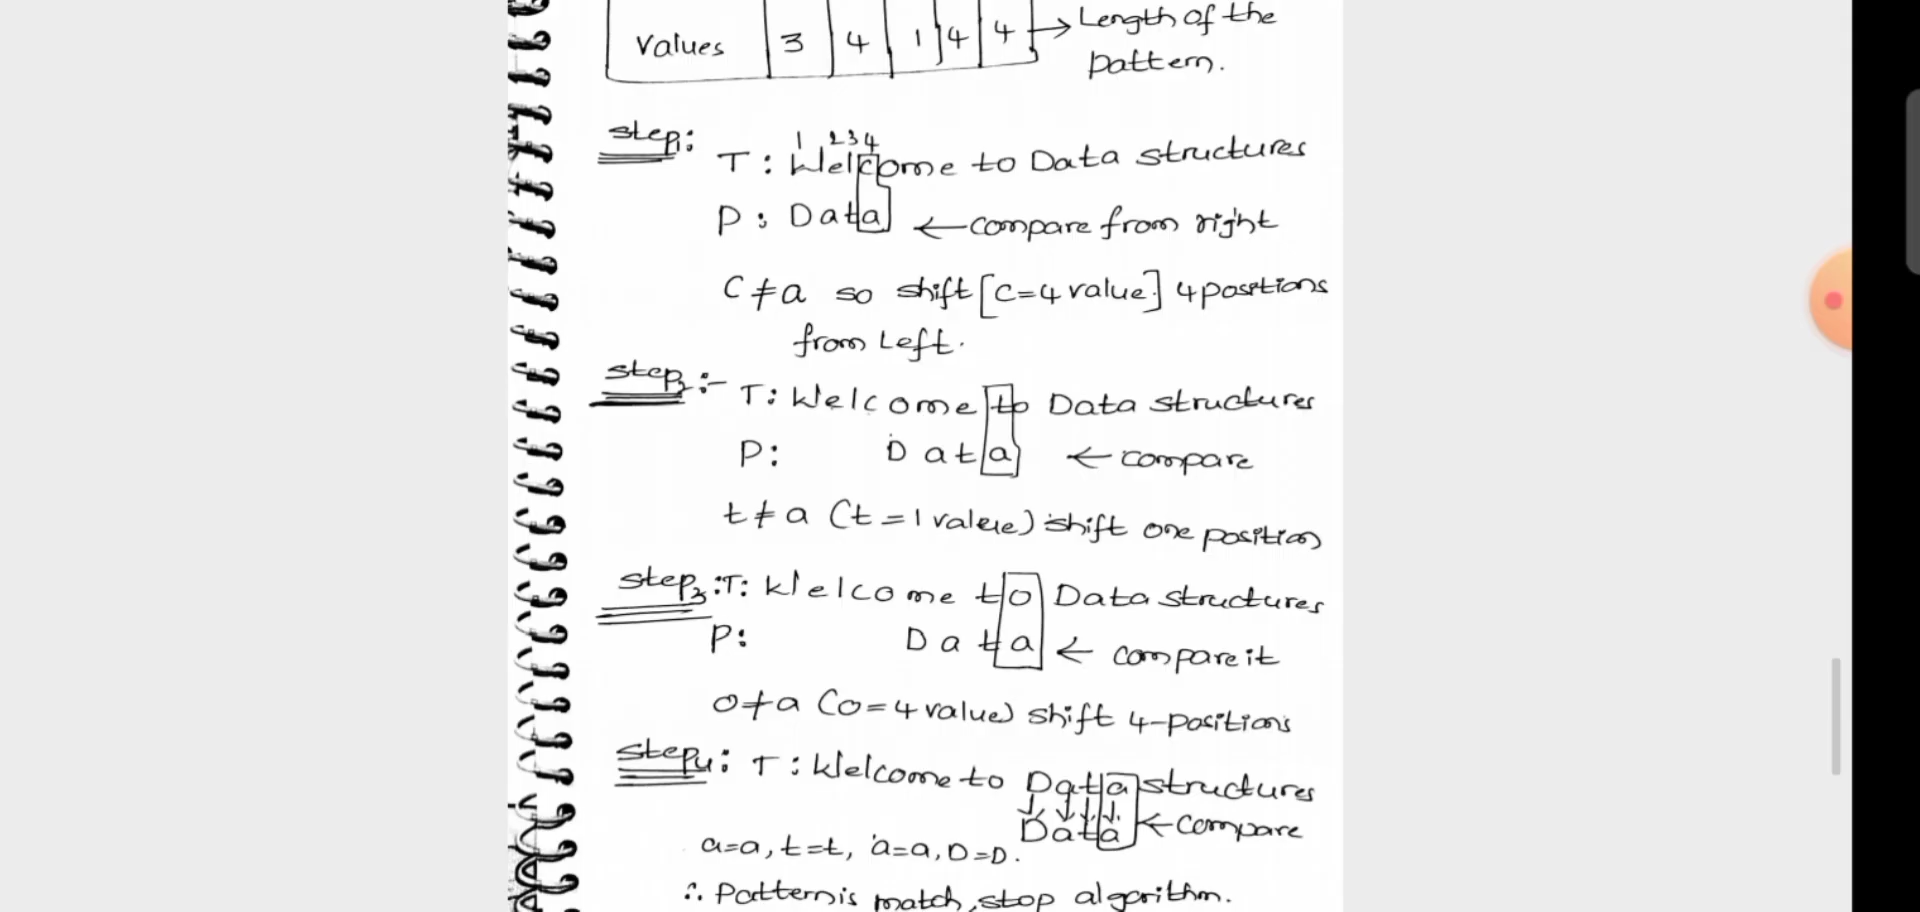 Values 3 4 1 4 4 → Length of the
pattern.
step1:
1 2 3 4
T : Welcome to Data structures
P : Data ← compare from right
C ≠ a so shift [C=4 value] 4 positions
from Left.
step2 :- T: Welcome to Data structures
P: Data ← compare
t ≠ a (t = 1 value) shift one position
step3 :T: Welcome to Data structures
P: Data ← compare it
o ≠ a (o = 4 value) shift 4-positions
step4: T : Welcome to Data structures
Data ← compare
a=a, t=t, a=a, D=D.
∴ Pattern is match, stop algorithm.